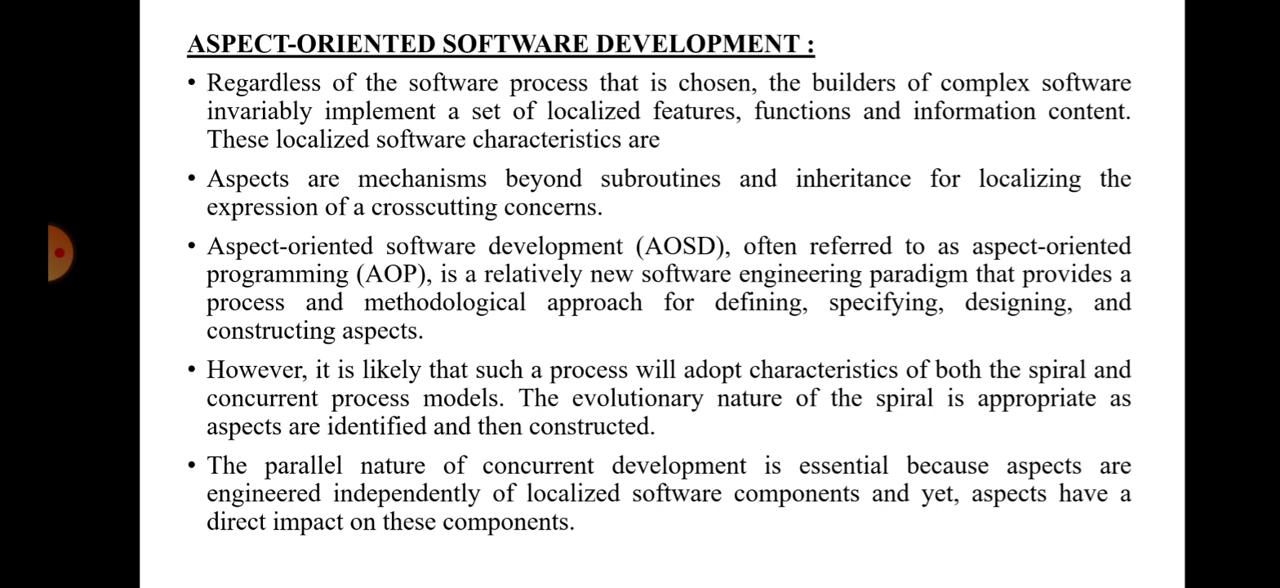 ASPECT-ORIENTED SOFTWARE DEVELOPMENT :
• Regardless of the software process that is chosen, the builders of complex software
invariably implement a set of localized features, functions and information content.
These localized software characteristics are
• Aspects are mechanisms beyond subroutines and inheritance for localizing the
expression of a crosscutting concerns.
• Aspect-oriented software development (AOSD), often referred to as aspect-oriented
programming (AOP), is a relatively new software engineering paradigm that provides a
process and methodological approach for defining, specifying, designing, and
constructing aspects.
• However, it is likely that such a process will adopt characteristics of both the spiral and
concurrent process models. The evolutionary nature of the spiral is appropriate as
aspects are identified and then constructed.
• The parallel nature of concurrent development is essential because aspects are
engineered independently of localized software components and yet, aspects have a
direct impact on these components.